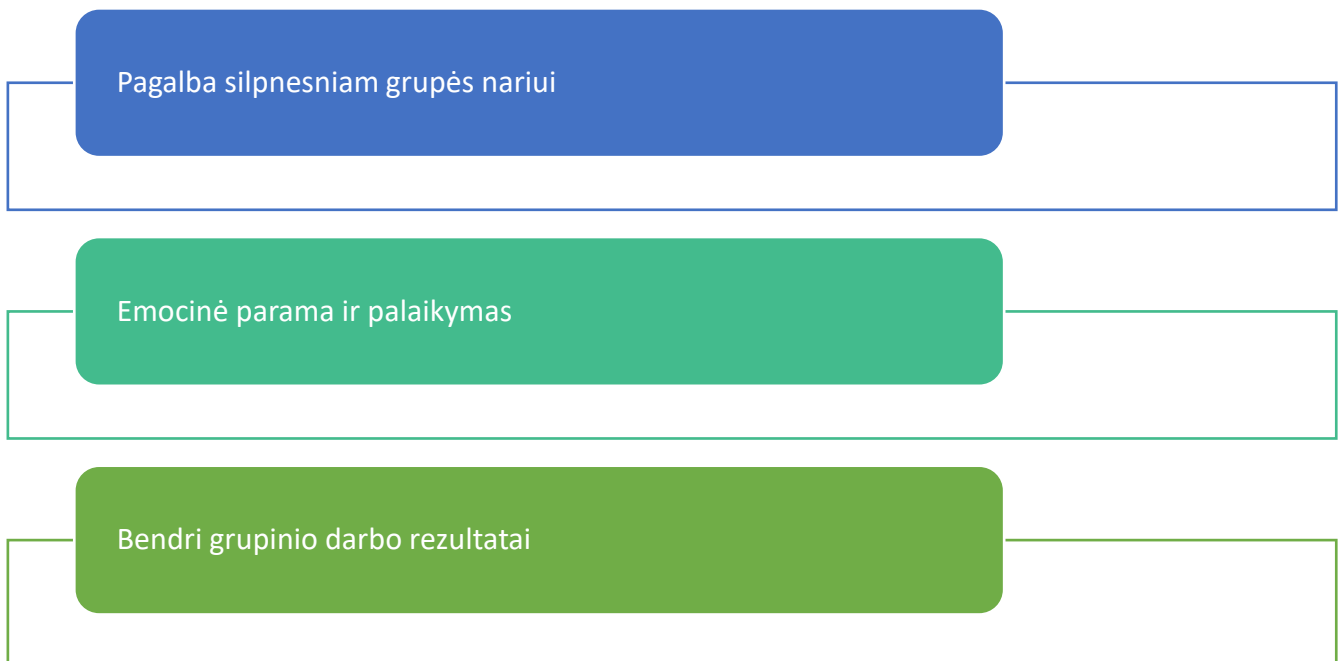 Pagalba silpnesniam grupės nariui
Emocinė parama ir palaikymas
Bendri grupinio darbo rezultatai